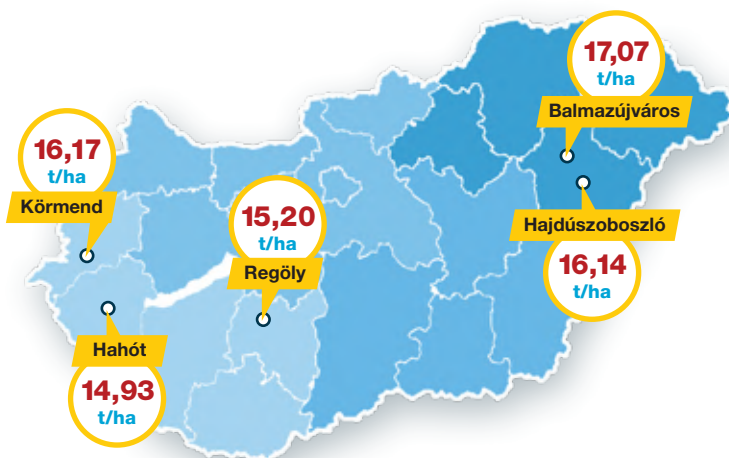 17,07
t/ha
Balmazújváros
16,17
t/ha
Körmend
15,20
t/ha
Regöly
Hajdúszoboszló
16,14
t/ha
Hahót
14,93
t/ha